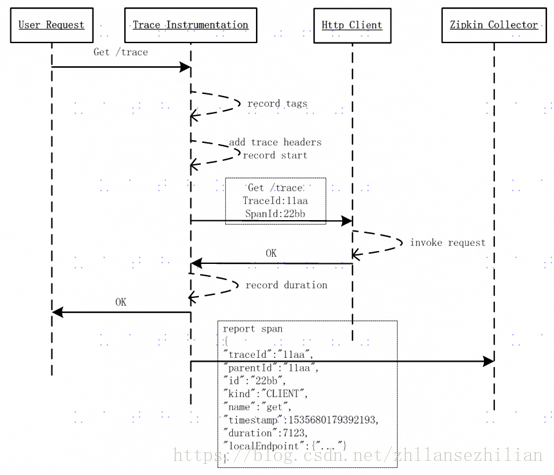 User Request
Trace Instrumentation
Http Client
Zipkin Collector
Get /trace
record tags
add trace headers
record start
Get /trace
TraceId:11aa
SpanId:22bb
invoke request
OK
record duration
OK
report span
{
"traceId":"11aa",
"parentId":"11aa",
"id":"22bb",
"kind":"CLIENT",
"name":"get",
"timestamp":1535680179392193,
"duration":7123,
"localEndpoint":{"..."}
}
https://blog.csdn.net/zhllansezhilian